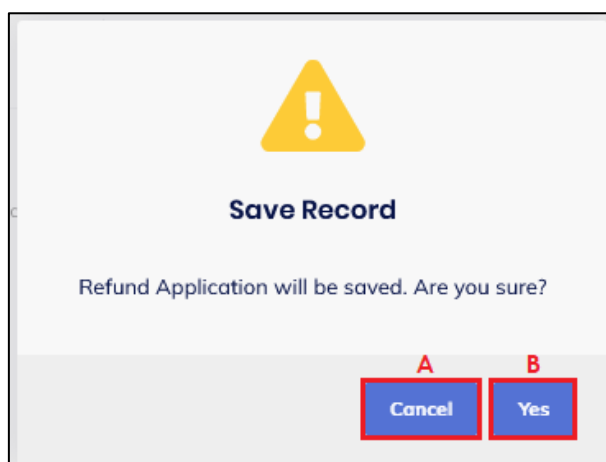 Save Record
Refund Application will be saved. Are you sure?
A B
Cancel Yes